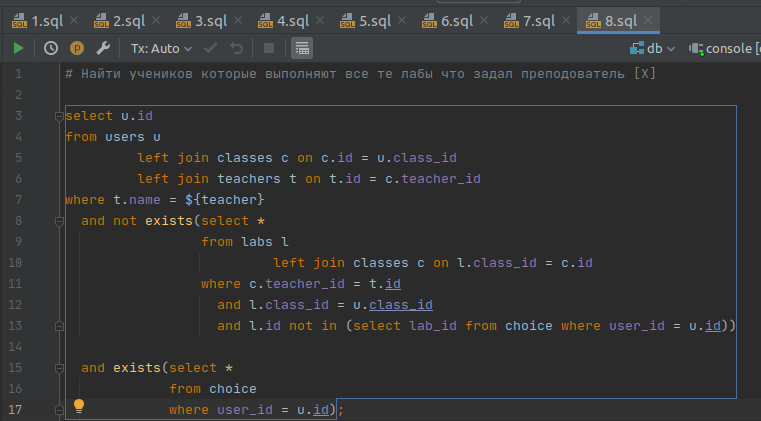 1.sql 2.sql 3.sql 4.sql 5.sql 6.sql 7.sql 8.sql
Tx: Auto db console
1 # Найти учеников которые выполняют все те лабы что задал преподователь [X]
2
3 select u.id
4 from users u
5 left join classes c on c.id = u.class_id
6 left join teachers t on t.id = c.teacher_id
7 where t.name = ${teacher}
8 and not exists(select *
9 from labs l
10 left join classes c on l.class_id = c.id
11 where c.teacher_id = t.id
12 and l.class_id = u.class_id
13 and l.id not in (select lab_id from choice where user_id = u.id))
14
15 and exists(select *
16 from choice
17 where user_id = u.id);